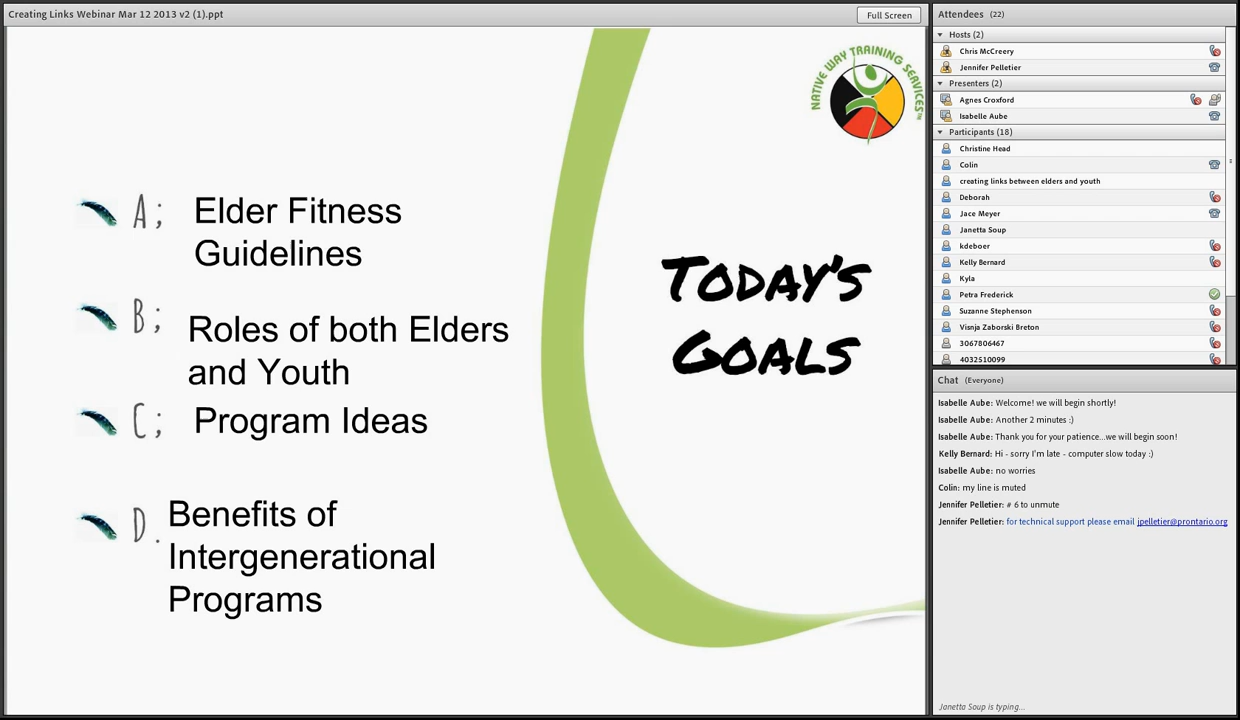 Creating Links Webinar Mar 12 2013 v2 (1).ppt
Full Screen
NATIVE WAY TRAINING SERVICES™
A;
Elder Fitness
Guidelines
B;
Roles of both Elders
and Youth
C;
Program Ideas
D.
Benefits of
Intergenerational
Programs
TODAY'S
GOALS
Attendees (22)
Hosts (2)
Chris McCreery
Jennifer Pelletier
Presenters (2)
Agnes Croxford
Isabelle Aube
Participants (18)
Christine Head
Colin
creating links between elders and youth
Deborah
Jace Meyer
Janetta Soup
kdeboer
Kelly Bernard
Kyla
Petra Frederick
Suzanne Stephenson
Visnja Zaborski Breton
3067806467
4032510099
Chat (Everyone)
Isabelle Aube: Welcome! we will begin shortly!
Isabelle Aube: Another 2 minutes :)
Isabelle Aube: Thank you for your patience...we will begin soon!
Kelly Bernard: Hi - sorry I'm late - computer slow today :)
Isabelle Aube: no worries
Colin: my line is muted
Jennifer Pelletier: # 6 to unmute
Jennifer Pelletier: for technical support please email jpelletier@prontario.org
Janetta Soup is typing...